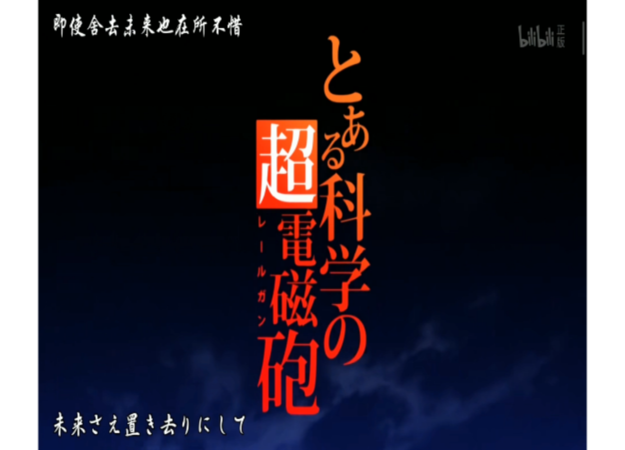 即使舍去未来也在所不惜
bilibili 正版
とある科学の
超電磁砲
レールガン
未来さえ置き去りにして